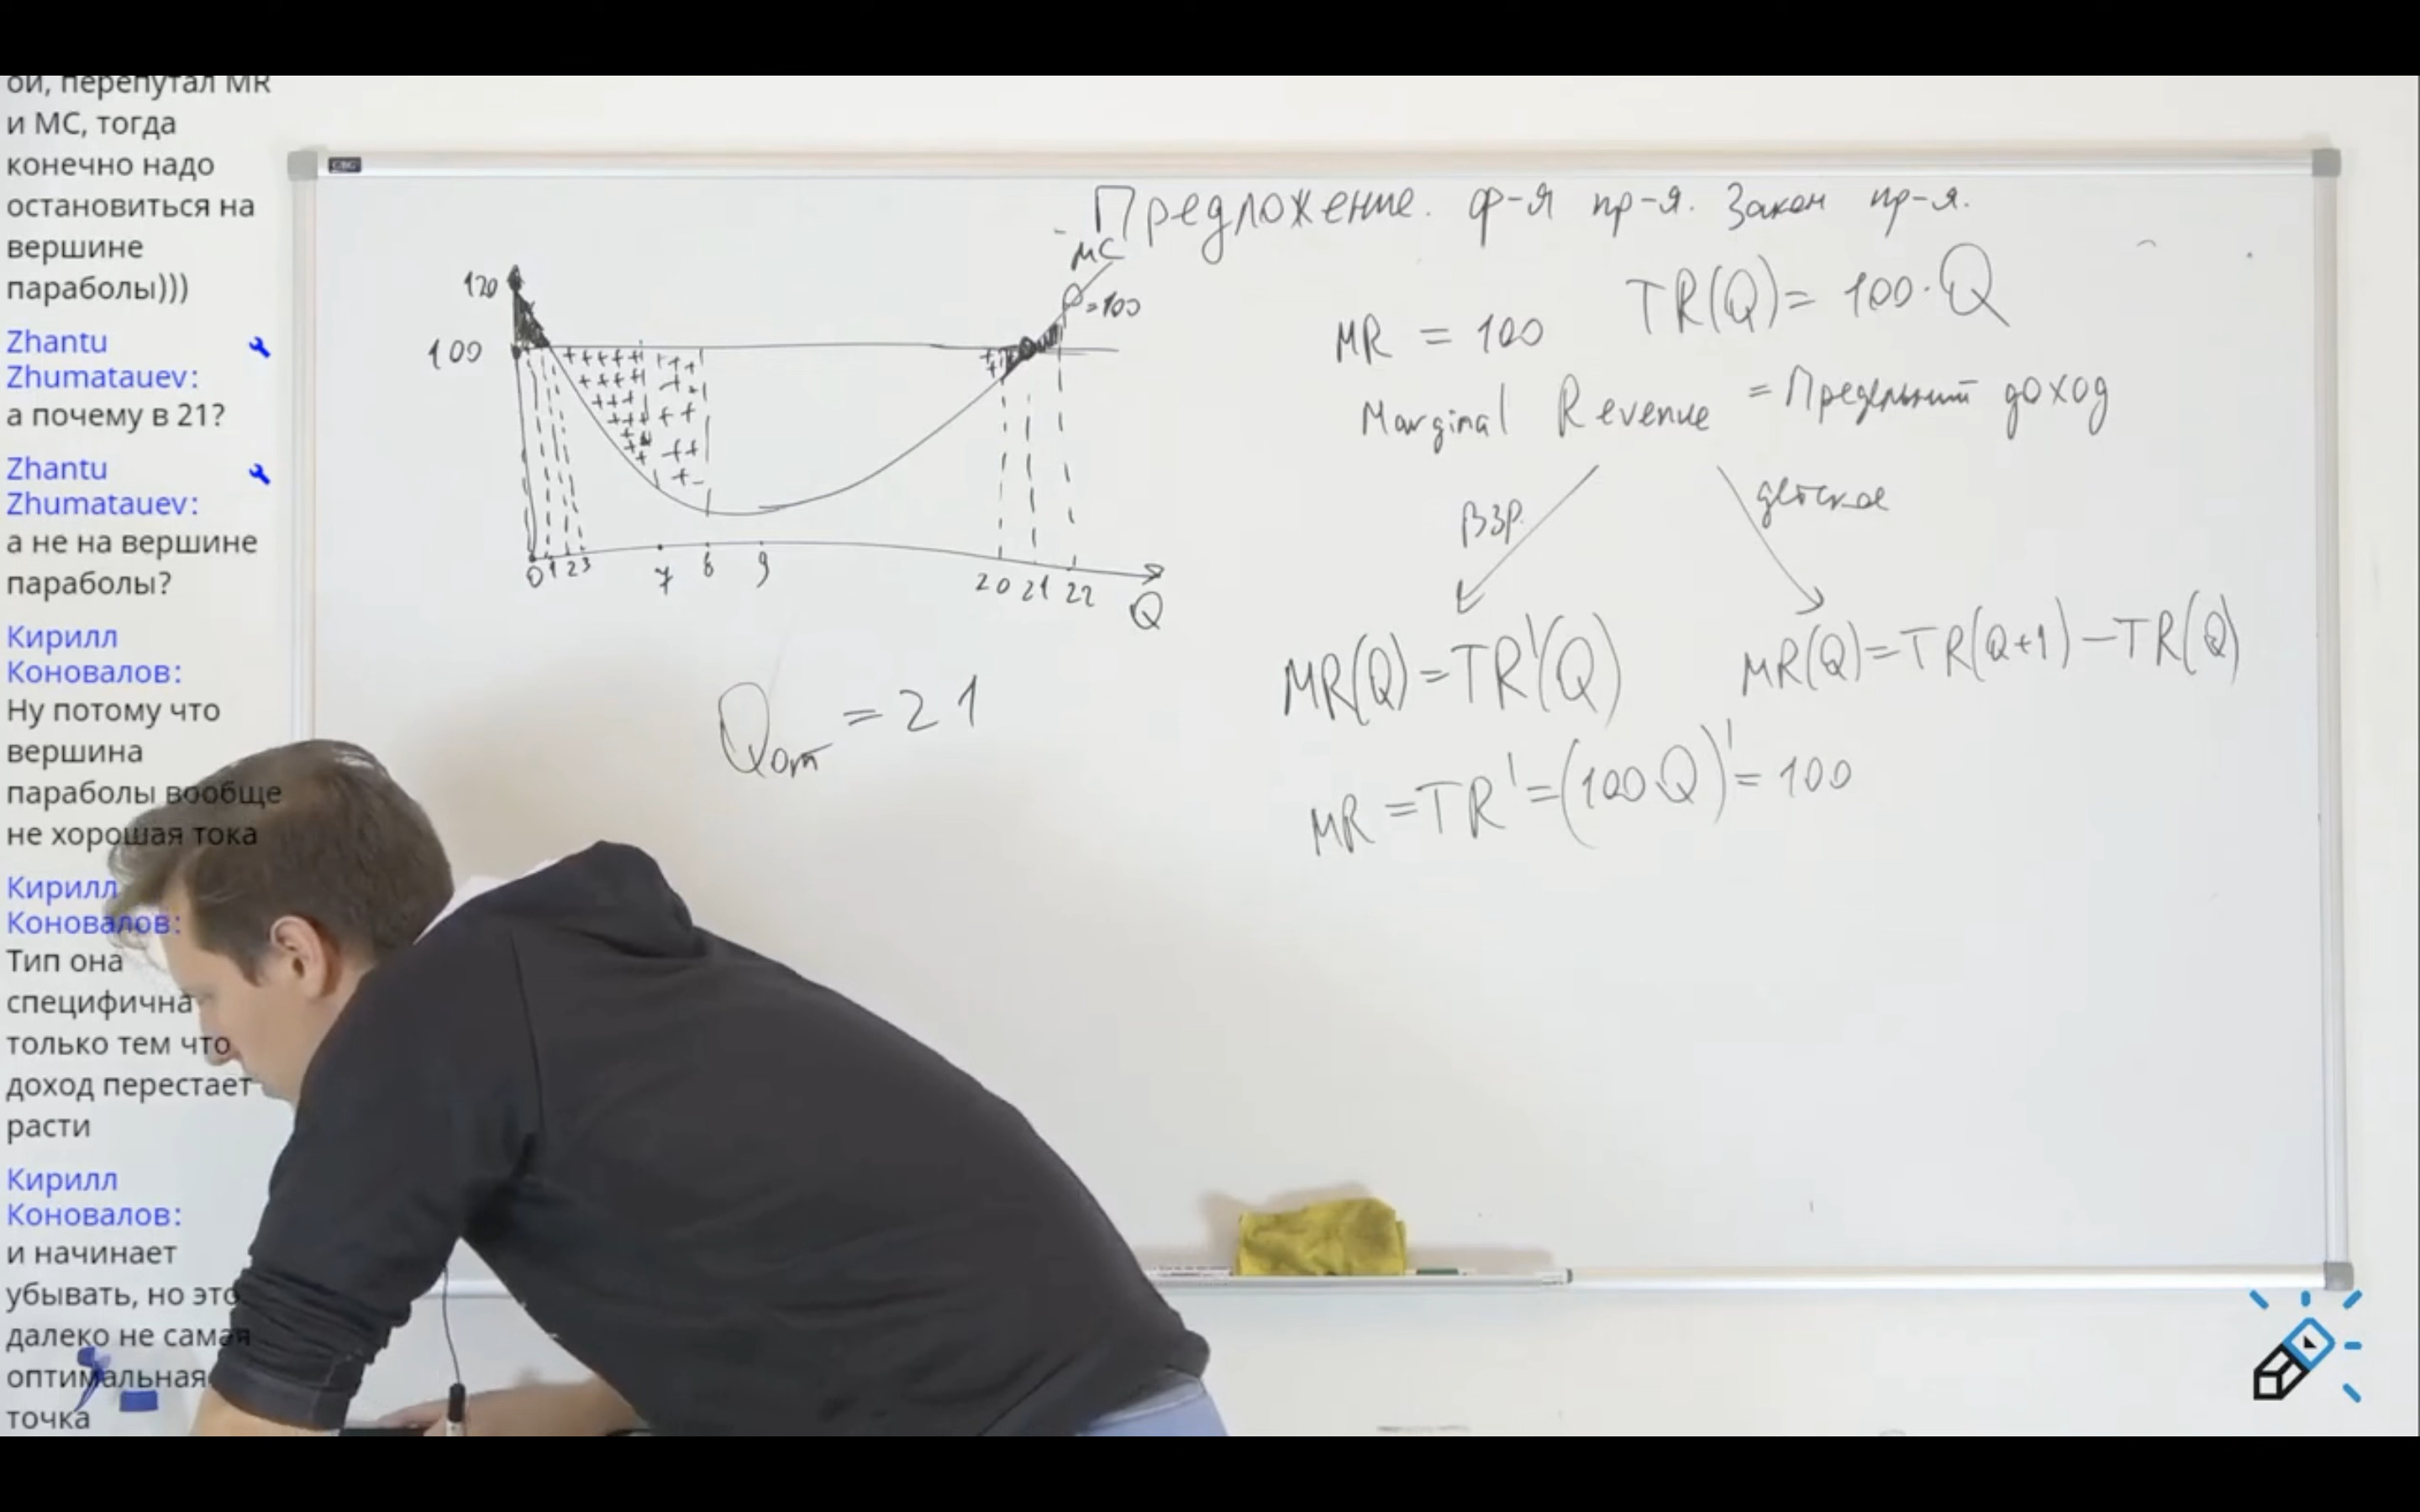 ой, перепутал MR
и МС, тогда
конечно надо
остановиться на
вершине
параболы)))
Zhantu
Zhumatauev:
а почему в 21?
Zhantu
Zhumatauev:
а не на вершине
параболы?
Кирилл
Коновалов:
Ну потому что
вершина
параболы вообще
не хорошая тока
Кирилл
Коновалов:
Тип она
специфична
только тем что
доход перестает
расти
Кирилл
Коновалов:
и начинает
убывать, но это
далеко не самая
оптимальная
точка
Предложение. ф-я пр-я. Закон пр-я.
MC
P=100
120
100
0 1 2 3 7 8 9 20 21 22
Q
Qопт = 21
MR = 100 TR(Q) = 100·Q
Marginal Revenue = Предельный доход
взр. детское
MR(Q)=TR'(Q) MR(Q)=TR(Q+1)-TR(Q)
MR=TR'=(100Q)'=100